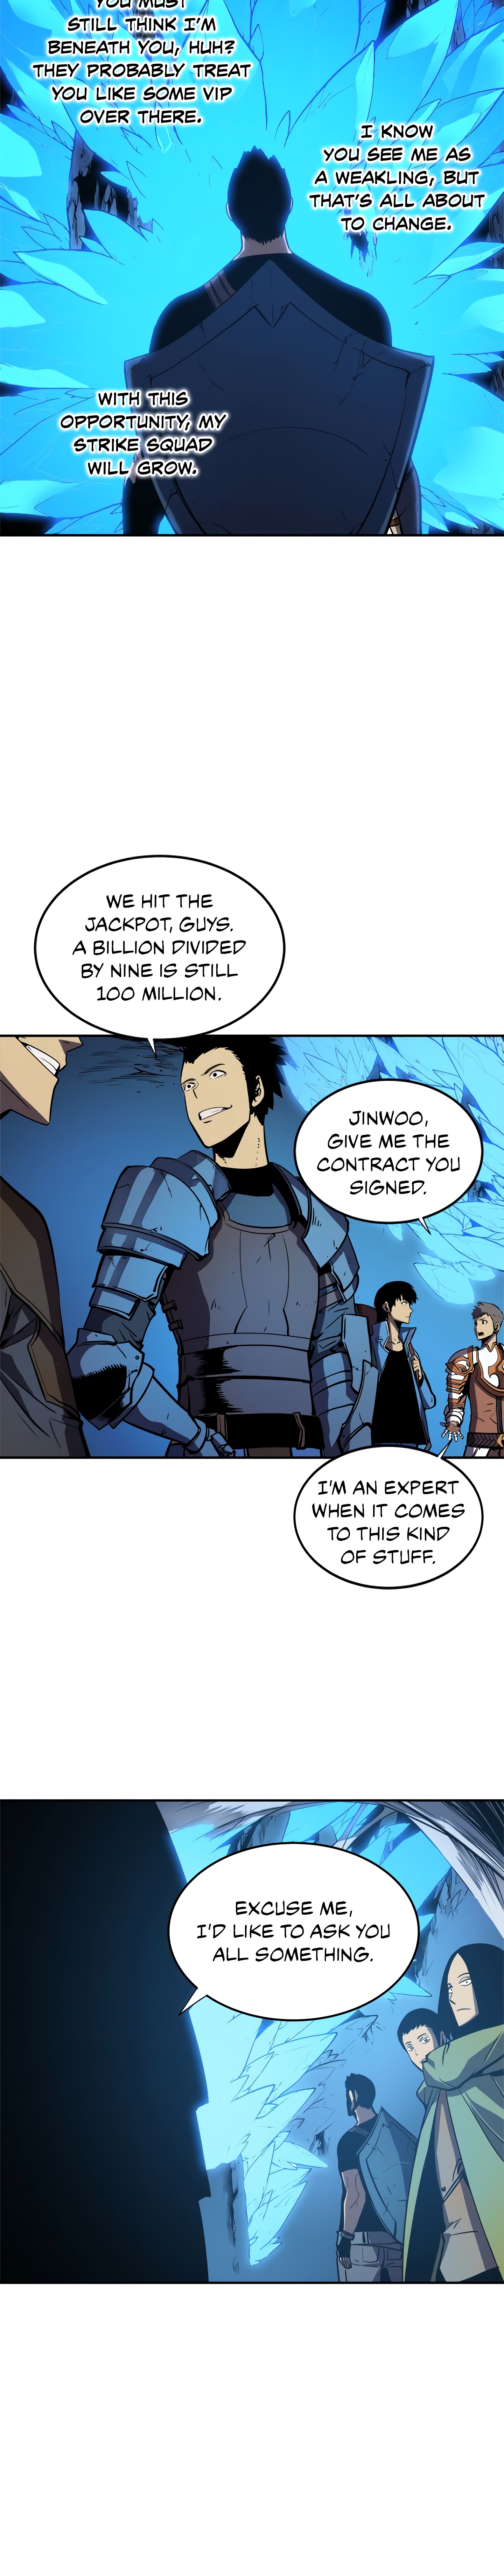 YOU MUST
STILL THINK I'M
BENEATH YOU, HUH?
THEY PROBABLY TREAT
YOU LIKE SOME VIP
OVER THERE.
I KNOW
YOU SEE ME AS
A WEAKLING, BUT
THAT'S ALL ABOUT
TO CHANGE.
WITH THIS
OPPORTUNITY, MY
STRIKE SQUAD
WILL GROW.
WE HIT THE
JACKPOT, GUYS.
A BILLION DIVIDED
BY NINE IS STILL
100 MILLION.
JINWOO,
GIVE ME THE
CONTRACT YOU
SIGNED.
I'M AN EXPERT
WHEN IT COMES
TO THIS KIND
OF STUFF.
EXCUSE ME,
I'D LIKE TO ASK YOU
ALL SOMETHING.